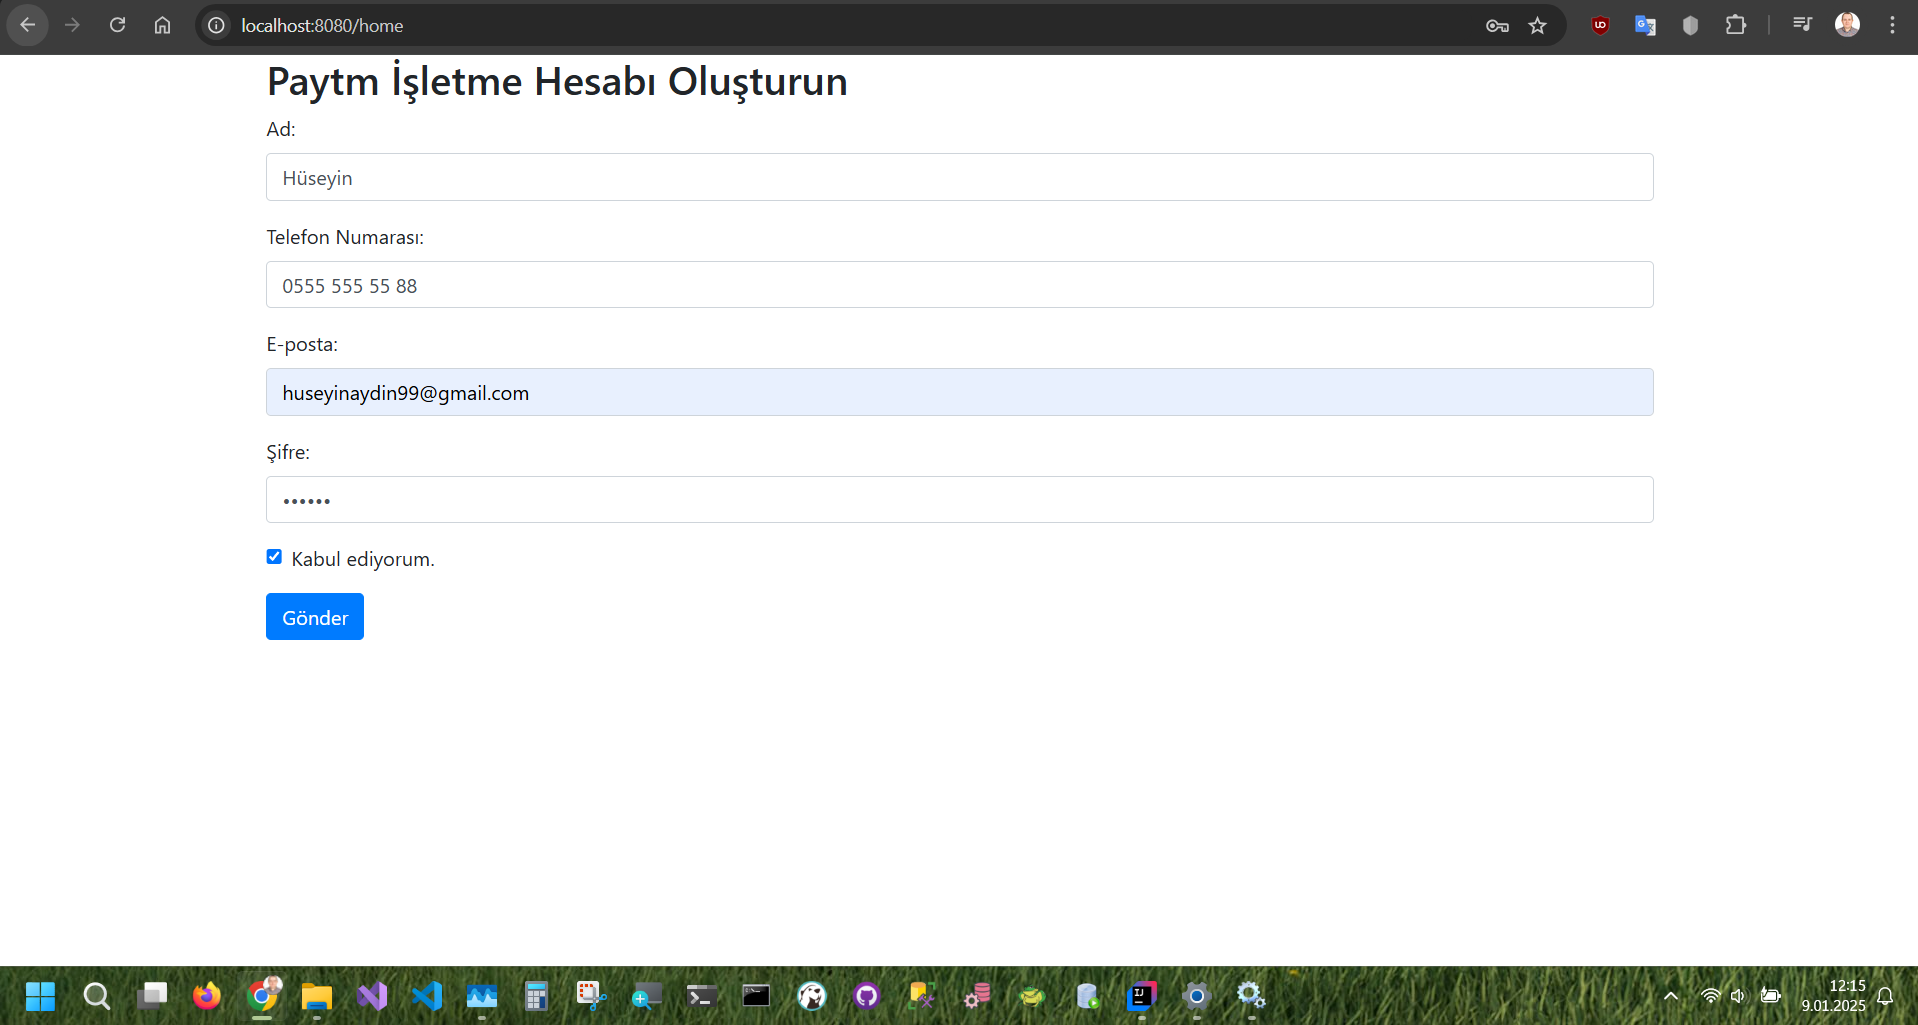 localhost:8080/home
Paytm İşletme Hesabı Oluşturun
Ad:
Hüseyin
Telefon Numarası:
0555 555 55 88
E-posta:
huseyinaydin99@gmail.com
Şifre:
••••••
Kabul ediyorum.
Gönder
12:15
9.01.2025